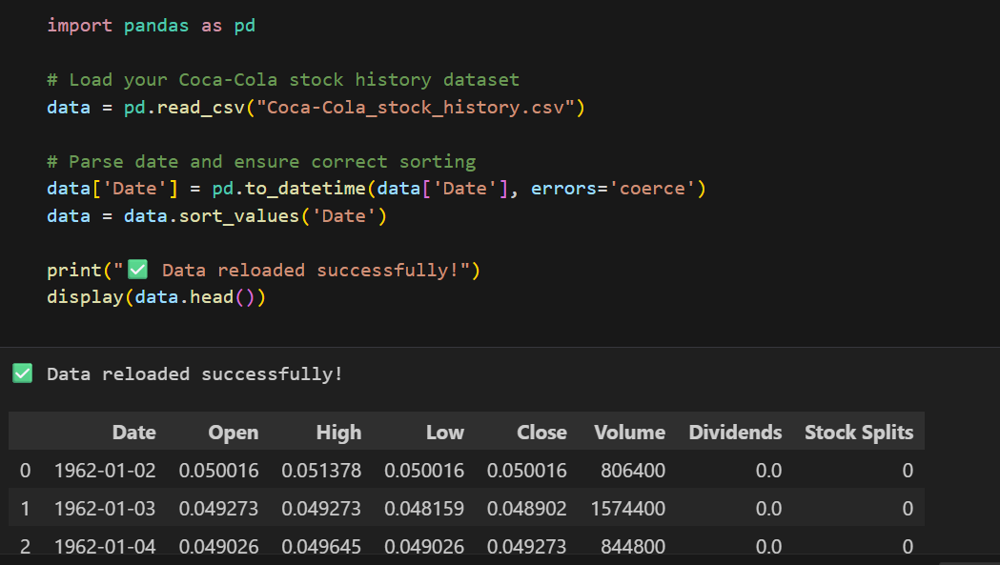 import pandas as pd
# Load your Coca-Cola stock history dataset
data = pd.read_csv("Coca-Cola_stock_history.csv")
# Parse date and ensure correct sorting
data['Date'] = pd.to_datetime(data['Date'], errors='coerce')
data = data.sort_values('Date')
print("✅ Data reloaded successfully!")
display(data.head())
✅ Data reloaded successfully!
Date Open High Low Close Volume Dividends Stock Splits
0 1962-01-02 0.050016 0.051378 0.050016 0.050016 806400 0.0 0
1 1962-01-03 0.049273 0.049273 0.048159 0.048902 1574400 0.0 0
2 1962-01-04 0.049026 0.049645 0.049026 0.049273 844800 0.0 0